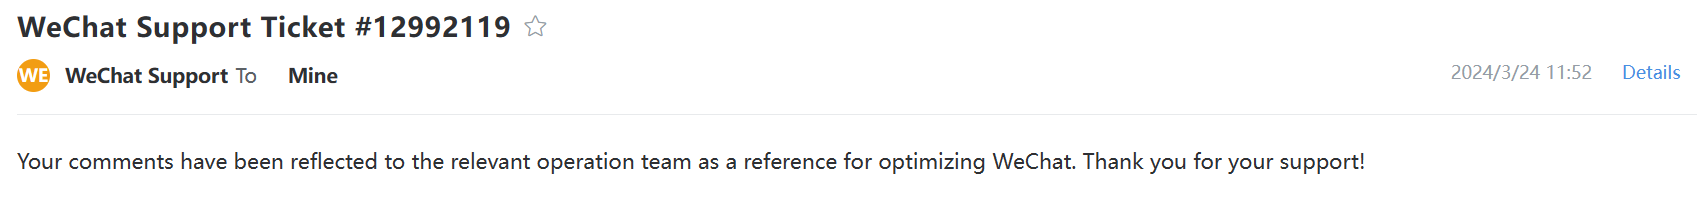 WeChat Support Ticket #12992119
WE WeChat Support To Mine 2024/3/24 11:52 Details
Your comments have been reflected to the relevant operation team as a reference for optimizing WeChat. Thank you for your support!